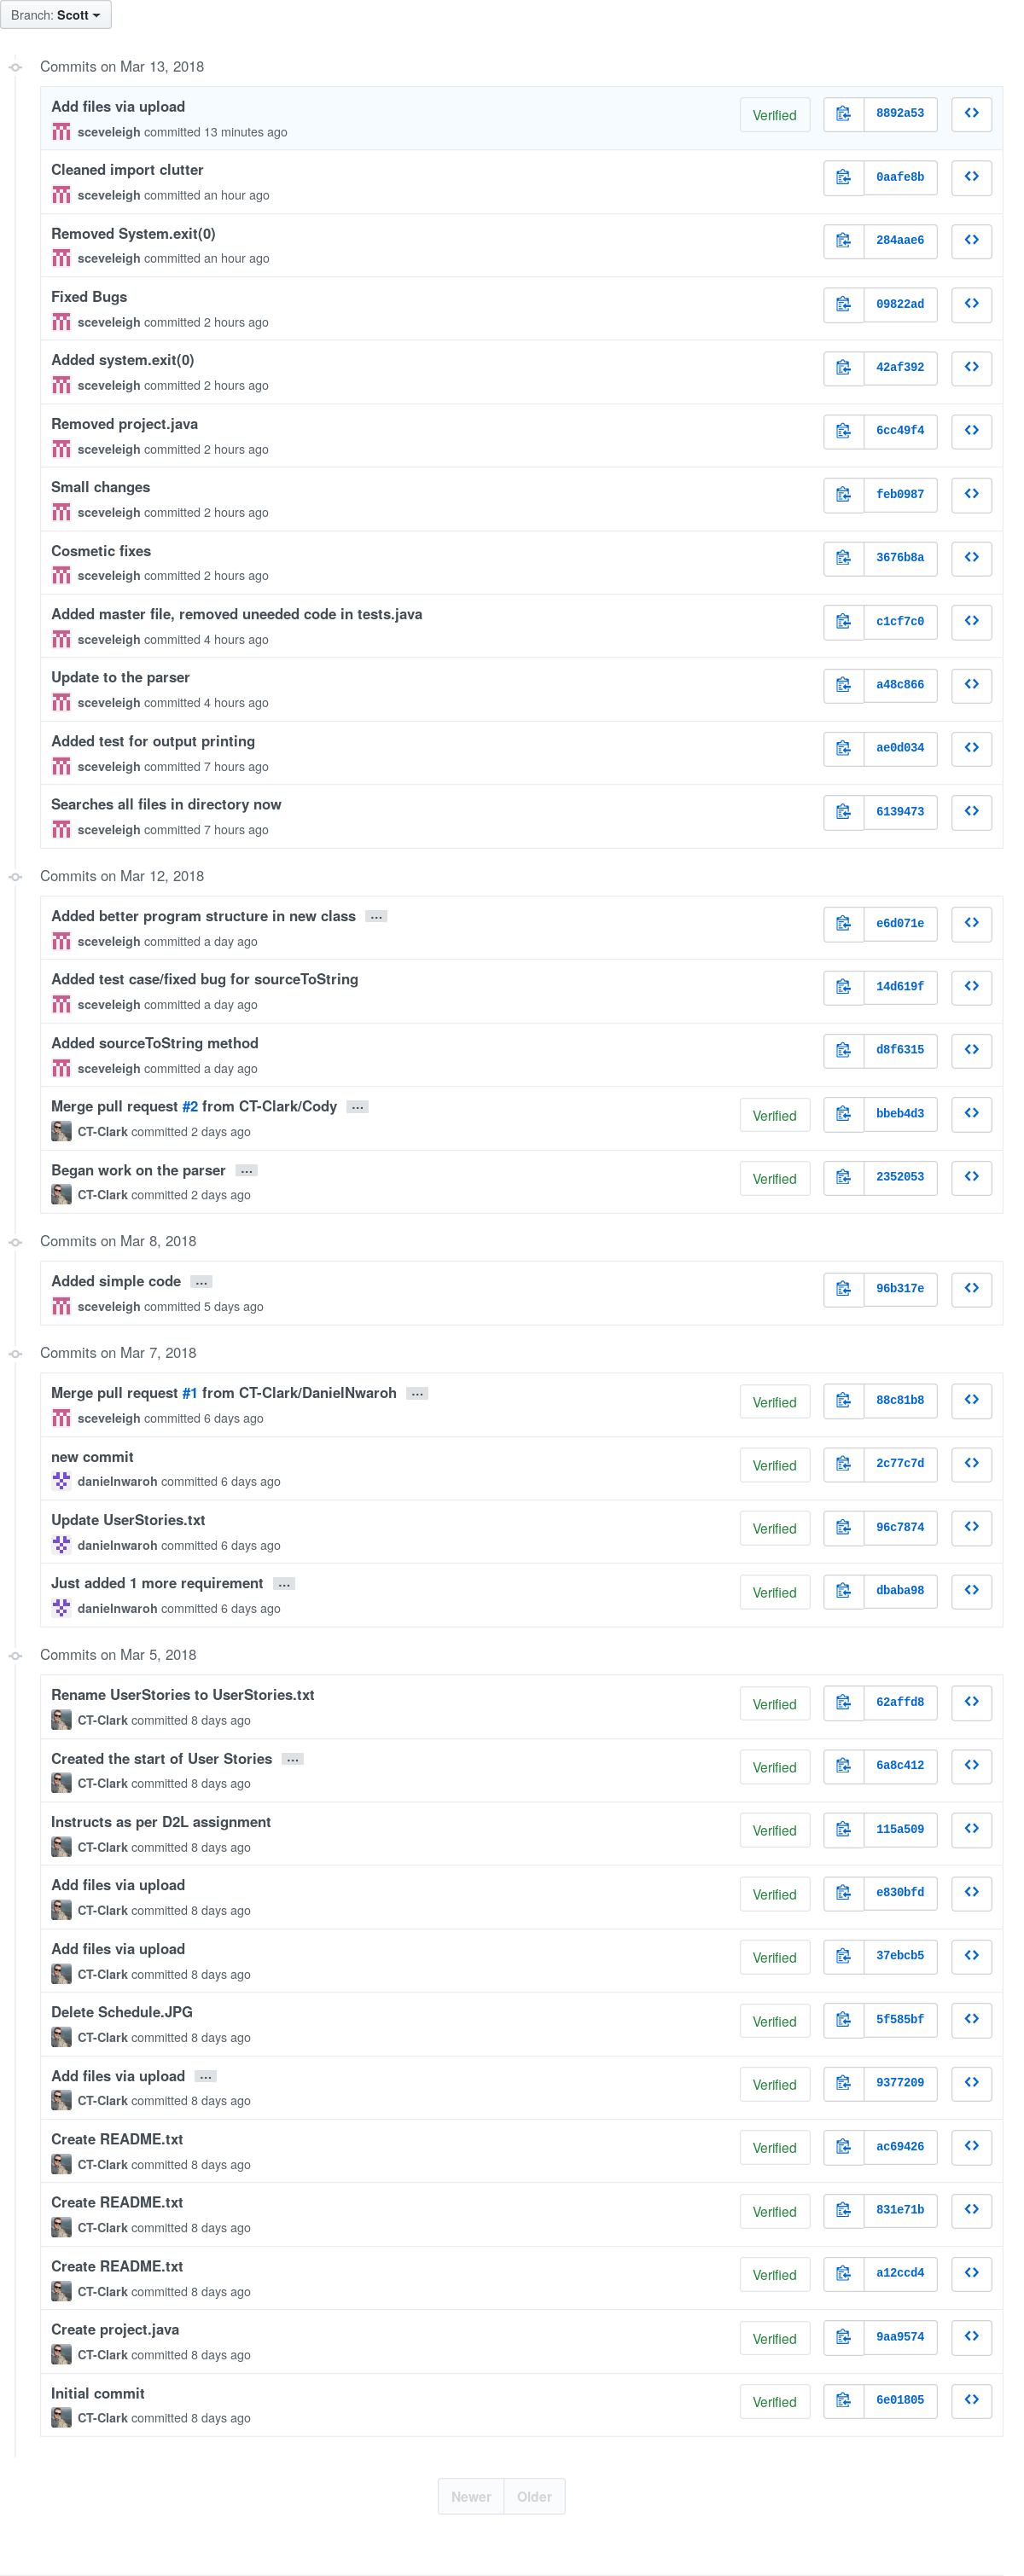 Branch: Scott
Commits on Mar 13, 2018
Add files via upload
sceveleigh committed 13 minutes ago
Verified
8892a53
Cleaned import clutter
sceveleigh committed an hour ago
0aafe8b
Removed System.exit(0)
sceveleigh committed an hour ago
284aae6
Fixed Bugs
sceveleigh committed 2 hours ago
09822ad
Added system.exit(0)
sceveleigh committed 2 hours ago
42af392
Removed project.java
sceveleigh committed 2 hours ago
6cc49f4
Small changes
sceveleigh committed 2 hours ago
feb0987
Cosmetic fixes
sceveleigh committed 2 hours ago
3676b8a
Added master file, removed uneeded code in tests.java
sceveleigh committed 4 hours ago
c1cf7c0
Update to the parser
sceveleigh committed 4 hours ago
a48c866
Added test for output printing
sceveleigh committed 7 hours ago
ae0d034
Searches all files in directory now
sceveleigh committed 7 hours ago
6139473
Commits on Mar 12, 2018
Added better program structure in new class …
sceveleigh committed a day ago
e6d071e
Added test case/fixed bug for sourceToString
sceveleigh committed a day ago
14d619f
Added sourceToString method
sceveleigh committed a day ago
d8f6315
Merge pull request #2 from CT-Clark/Cody …
CT-Clark committed 2 days ago
Verified
bbeb4d3
Began work on the parser …
CT-Clark committed 2 days ago
Verified
2352053
Commits on Mar 8, 2018
Added simple code …
sceveleigh committed 5 days ago
96b317e
Commits on Mar 7, 2018
Merge pull request #1 from CT-Clark/DanielNwaroh …
sceveleigh committed 6 days ago
Verified
88c81b8
new commit
danielnwaroh committed 6 days ago
Verified
2c77c7d
Update UserStories.txt
danielnwaroh committed 6 days ago
Verified
96c7874
Just added 1 more requirement …
danielnwaroh committed 6 days ago
Verified
dbaba98
Commits on Mar 5, 2018
Rename UserStories to UserStories.txt
CT-Clark committed 8 days ago
Verified
62affd8
Created the start of User Stories …
CT-Clark committed 8 days ago
Verified
6a8c412
Instructs as per D2L assignment
CT-Clark committed 8 days ago
Verified
115a509
Add files via upload
CT-Clark committed 8 days ago
Verified
e830bfd
Add files via upload
CT-Clark committed 8 days ago
Verified
37ebcb5
Delete Schedule.JPG
CT-Clark committed 8 days ago
Verified
5f585bf
Add files via upload …
CT-Clark committed 8 days ago
Verified
9377209
Create README.txt
CT-Clark committed 8 days ago
Verified
ac69426
Create README.txt
CT-Clark committed 8 days ago
Verified
831e71b
Create README.txt
CT-Clark committed 8 days ago
Verified
a12ccd4
Create project.java
CT-Clark committed 8 days ago
Verified
9aa9574
Initial commit
CT-Clark committed 8 days ago
Verified
6e01805
Newer Older